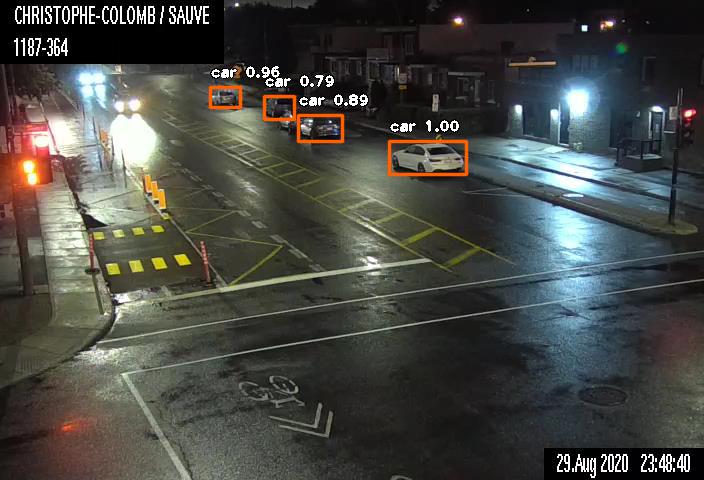 CHRISTOPHE-COLOMB / SAUVE
1187-364
car 0.96
car 0.79
car 0.89
car 1.00
29.Aug 2020 23:48:40